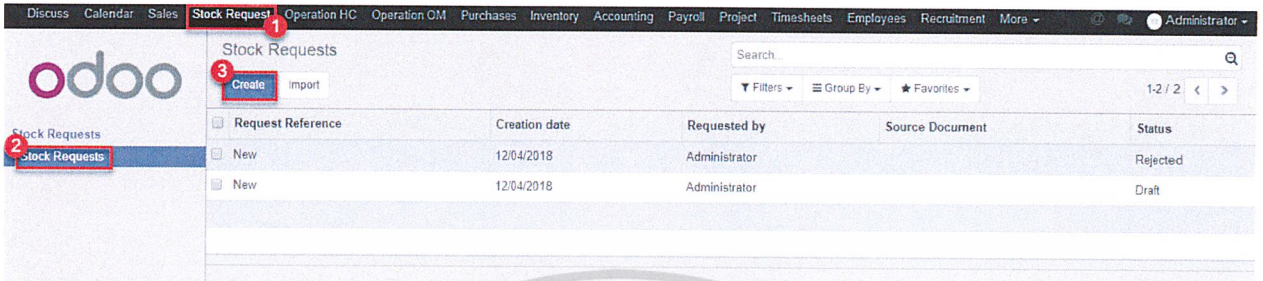 Discuss Calendar Sales Stock Request Operation HC Operation OM Purchases Inventory Accounting Payroll Project Timesheets Employees Recruitment More @ Administrator
1
odoo
Stock Requests
Search...
3
Create Import
Filters Group By Favorites 1-2 / 2
Stock Requests
2
Stock Requests
Request Reference Creation date Requested by Source Document Status
New 12/04/2018 Administrator Rejected
New 12/04/2018 Administrator Draft